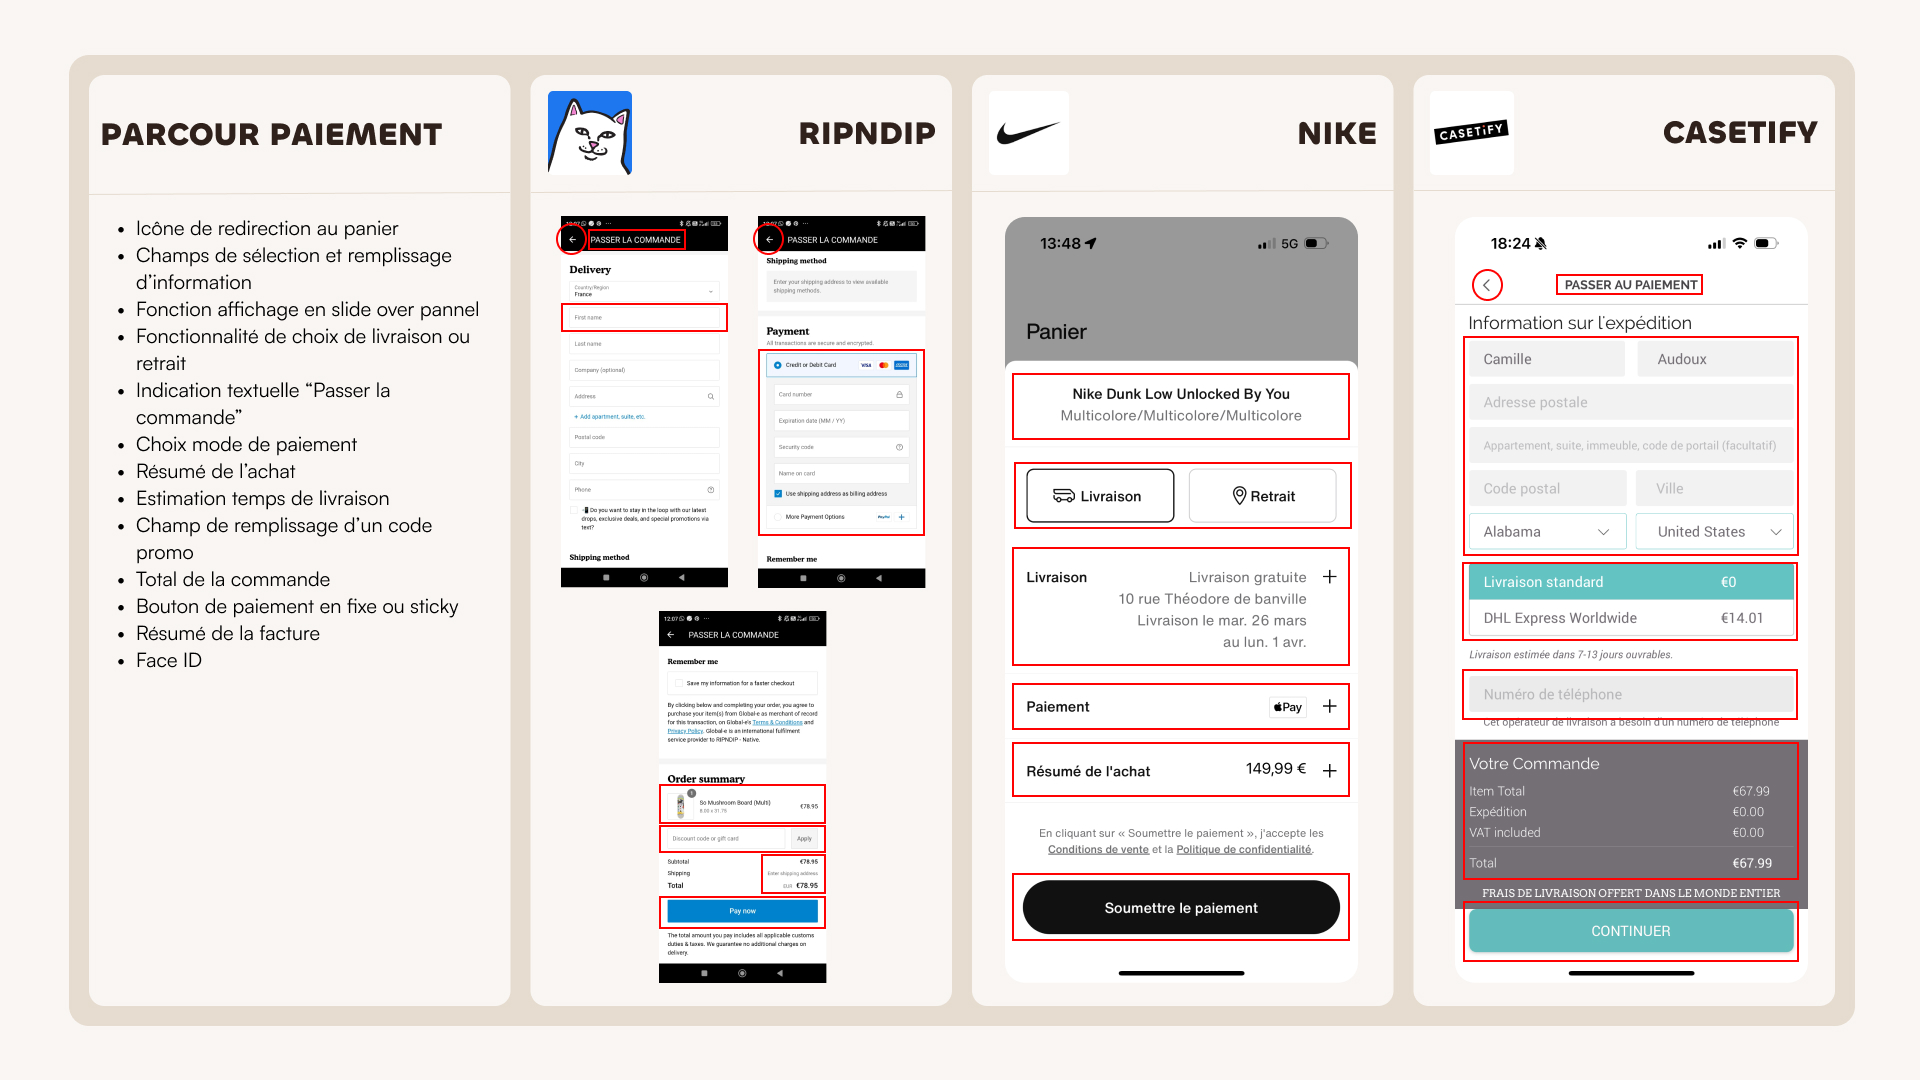 PARCOUR PAIEMENT
• Icône de redirection au panier
• Champs de sélection et remplissage
d'information
• Fonction affichage en slide over pannel
• Fonctionnalité de choix de livraison ou
retrait
• Indication textuelle “Passer la
commande”
• Choix mode de paiement
• Résumé de l'achat
• Estimation temps de livraison
• Champ de remplissage d'un code
promo
• Total de la commande
• Bouton de paiement en fixe ou sticky
• Résumé de la facture
• Face ID
RIPNDIP
PASSER LA COMMANDE
Delivery
Country/Region
France
First name
Last name
Company (optional)
Address
+ Add apartment, suite, etc.
Postal code
City
Phone
Do you want to stay in the loop with our latest
drops, exclusive deals, and special promotions via
text?
Shipping method
PASSER LA COMMANDE
Shipping method
Enter your shipping address to view available
shipping methods.
Payment
All transactions are secure and encrypted.
Credit or Debit Card VISA
Card number
Expiration date (MM / YY)
Security code
Name on card
Use shipping address as billing address
More Payment Options PayPal +
Remember me
12:07
PASSER LA COMMANDE
Remember me
Save my information for a faster checkout
By clicking below and completing your order, you agree to
purchase your item(s) from Global-e as merchant of record
for this transaction, on Global-e's Terms & Conditions and
Privacy Policy. Global-e is an international fulfilment
service provider to RIPNDIP - Native.
Order summary
1
So Mushroom Board (Multi) €78.95
8.00 x 31.75
Discount code or gift card Apply
Subtotal €78.95
Shipping Enter shipping address
Total EUR €78.95
Pay now
The total amount you pay includes all applicable customs
duties & taxes. We guarantee no additional charges on
delivery.
NIKE
13:48 5G
Panier
Nike Dunk Low Unlocked By You
Multicolore/Multicolore/Multicolore
Livraison Retrait
Livraison Livraison gratuite +
10 rue Théodore de banville
Livraison le mar. 26 mars
au lun. 1 avr.
Paiement Pay +
Résumé de l'achat 149,99 € +
En cliquant sur « Soumettre le paiement », j'accepte les
Conditions de vente et la Politique de confidentialité.
Soumettre le paiement
CASETiFY
CASETIFY
18:24
PASSER AU PAIEMENT
Information sur l'expédition
Camille Audoux
Adresse postale
Appartement, suite, immeuble, code de portail (facultatif)
Code postal Ville
Alabama United States
Livraison standard €0
DHL Express Worldwide €14.01
Livraison estimée dans 7-13 jours ouvrables.
Numéro de téléphone
Cet opérateur de livraison a besoin d'un numéro de téléphone
Votre Commande
Item Total €67.99
Expédition €0.00
VAT included €0.00
Total €67.99
FRAIS DE LIVRAISON OFFERT DANS LE MONDE ENTIER
CONTINUER